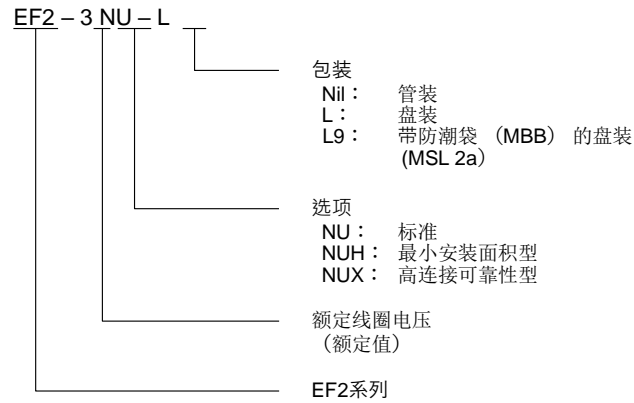 EF2 – 3 NU – L
包装
Nil： 管装
L： 盘装
L9： 带防潮袋 （MBB） 的盘装
(MSL 2a）
选项
NU： 标准
NUH： 最小安装面积型
NUX： 高连接可靠性型
额定线圈电压
（额定值）
EF2系列